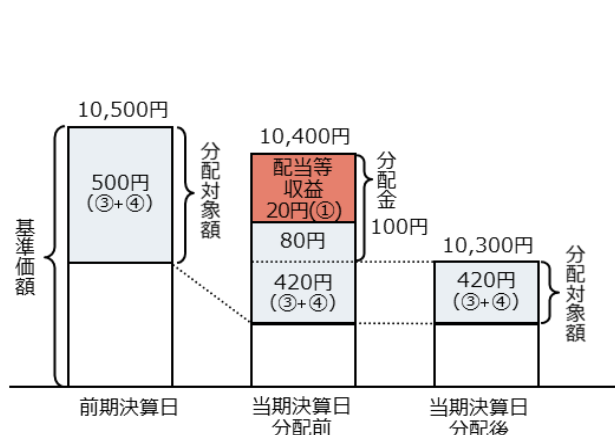 10,500円
500円
(③+④)
分配対象額
基準価額
10,400円
配当等
収益
20円(①)
80円
420円
(③+④)
分配金
100円
10,300円
420円
(③+④)
分配対象額
前期決算日
当期決算日
分配前
当期決算日
分配後